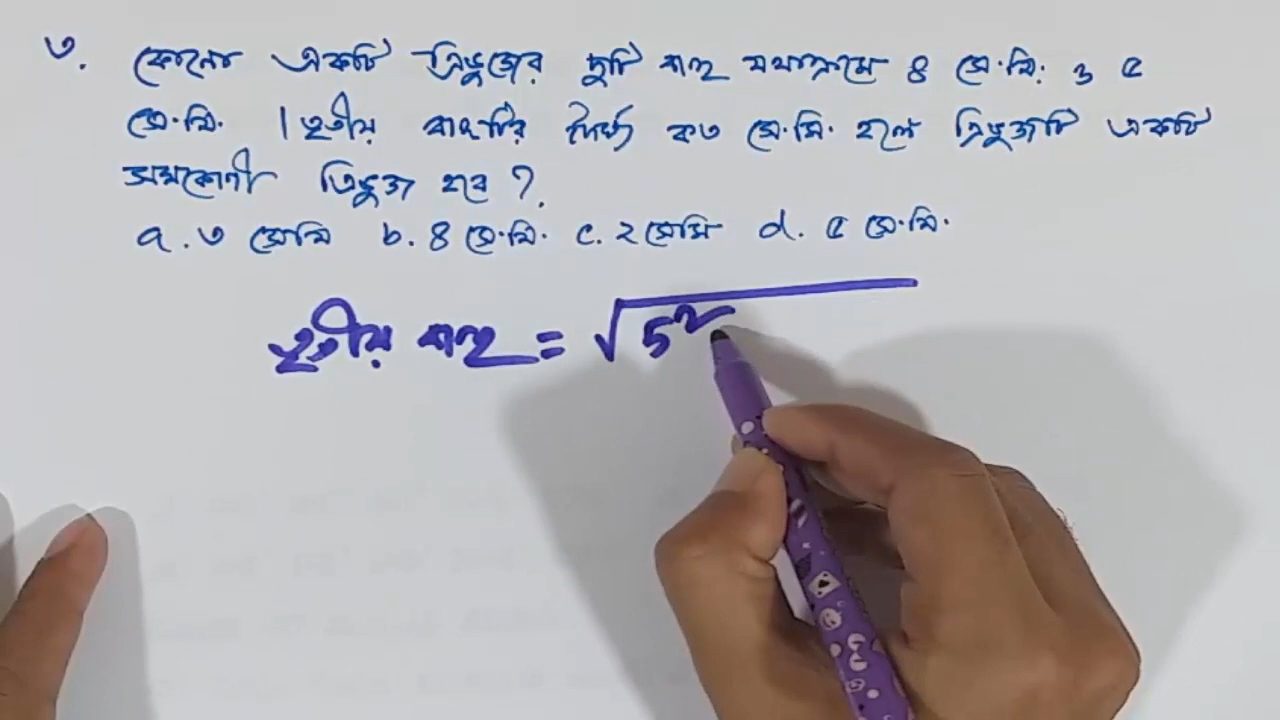 ৩. কোনো একটি ত্রিভুজের দুটি বাহু যথাক্রমে ৪ সে.মি. ও ৫
সে.মি. । তৃতীয় বাহুটির দৈর্ঘ্য কত সে.মি. হলে ত্রিভুজটি একটি
সমকোণী ত্রিভুজ হবে ?
a. ৩ সেমি b. ৪ সে.মি. c. ২ সেমি d. ৫ সে.মি.
তৃতীয় বাহু = √5²